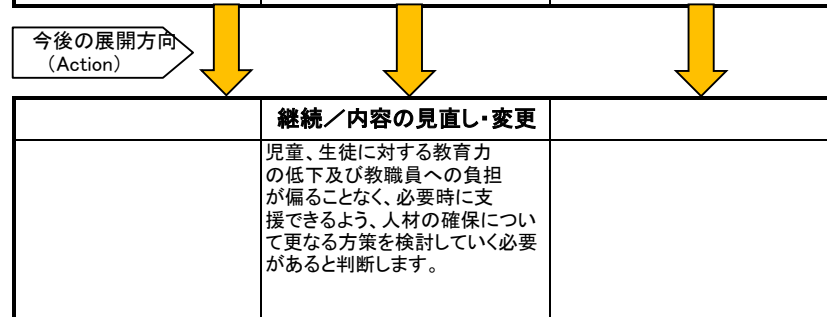 今後の展開方向
（Action）
継続／内容の見直し・変更
児童、生徒に対する教育力
の低下及び教職員への負担
が偏ることなく、必要時に支
援できるよう、人材の確保につい
て更なる方策を検討していく必要
があると判断します。